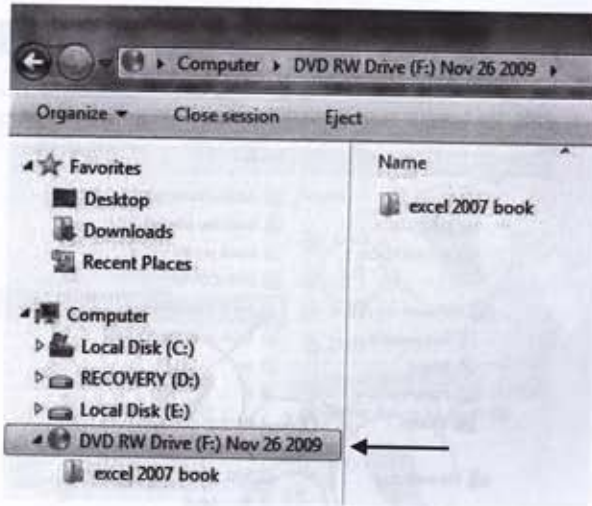 Computer DVD RW Drive (F:) Nov 26 2009
Organize Close session Eject
Favorites
Desktop
Downloads
Recent Places
Computer
Local Disk (C:)
RECOVERY (D:)
Local Disk (E:)
DVD RW Drive (F:) Nov 26 2009
excel 2007 book
Name
excel 2007 book